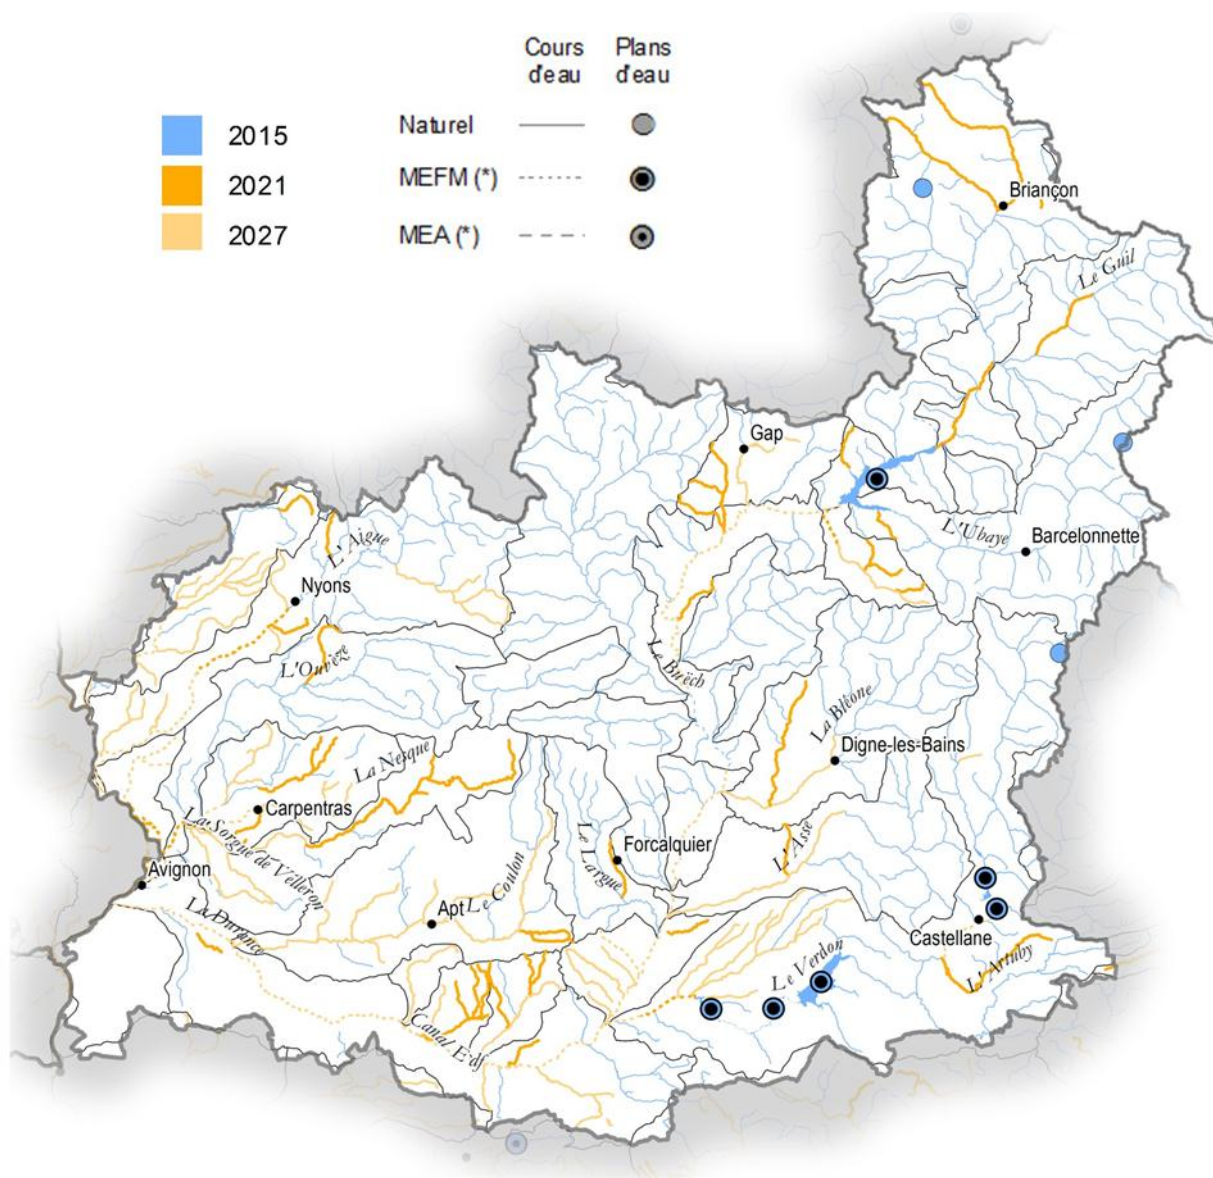 Cours
d'eau
Plans
d'eau
2015
2021
2027
Naturel
MEFM (*)
MEA (*)
Briançon
Le Guil
Gap
L'Ubaye
Barcelonnette
L'Aigue
Nyons
L'Ouvèze
Le Buëch
La Bléone
Digne-les-Bains
La Nesque
Carpentras
La Sorgue de Velleron
Forcalquier
Le Largue
L'Asse
Avignon
Le Coulon
Apt
La Durance
Castellane
L'Artuby
Le Verdon
Canal Edf